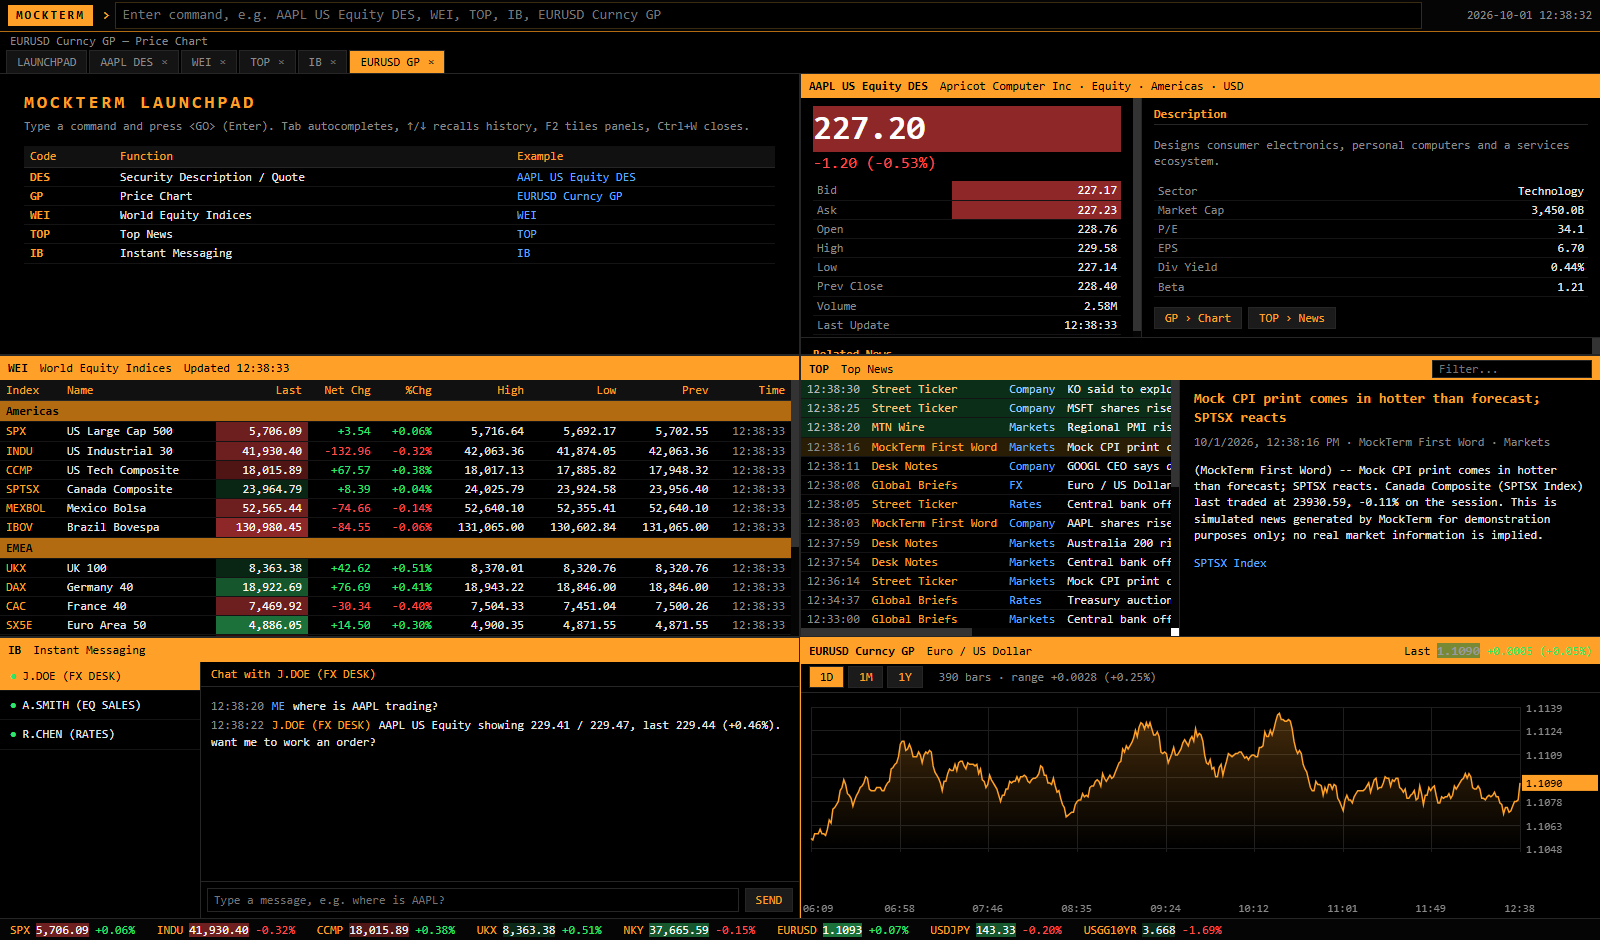 MOCKTERM › Enter command, e.g. AAPL US Equity DES, WEI, TOP, IB, EURUSD Curncy GP 2026-10-01 12:38:32
EURUSD Curncy GP — Price Chart
LAUNCHPAD AAPL DES × WEI × TOP × IB × EURUSD GP ×
MOCKTERM LAUNCHPAD
Type a command and press <GO> (Enter). Tab autocompletes, ↑/↓ recalls history, F2 tiles panels, Ctrl+W closes.
Code Function Example
DES Security Description / Quote AAPL US Equity DES
GP Price Chart EURUSD Curncy GP
WEI World Equity Indices WEI
TOP Top News TOP
IB Instant Messaging IB
AAPL US Equity DES Apricot Computer Inc · Equity · Americas · USD
227.20
-1.20 (-0.53%)
Bid 227.17
Ask 227.23
Open 228.76
High 229.58
Low 227.14
Prev Close 228.40
Volume 2.58M
Last Update 12:38:33
Description
Designs consumer electronics, personal computers and a services
ecosystem.
Sector Technology
Market Cap 3,450.0B
P/E 34.1
EPS 6.70
Div Yield 0.44%
Beta 1.21
GP › Chart TOP › News
Related News
WEI World Equity Indices Updated 12:38:33
Index Name Last Net Chg %Chg High Low Prev Time
Americas
SPX US Large Cap 500 5,706.09 +3.54 +0.06% 5,716.64 5,692.17 5,702.55 12:38:33
INDU US Industrial 30 41,930.40 -132.96 -0.32% 42,063.36 41,874.05 42,063.36 12:38:33
CCMP US Tech Composite 18,015.89 +67.57 +0.38% 18,017.13 17,885.82 17,948.32 12:38:33
SPTSX Canada Composite 23,964.79 +8.39 +0.04% 24,025.79 23,924.58 23,956.40 12:38:33
MEXBOL Mexico Bolsa 52,565.44 -74.66 -0.14% 52,640.10 52,355.41 52,640.10 12:38:33
IBOV Brazil Bovespa 130,980.45 -84.55 -0.06% 131,065.00 130,602.84 131,065.00 12:38:33
EMEA
UKX UK 100 8,363.38 +42.62 +0.51% 8,370.01 8,320.76 8,320.76 12:38:33
DAX Germany 40 18,922.69 +76.69 +0.41% 18,943.22 18,846.00 18,846.00 12:38:33
CAC France 40 7,469.92 -30.34 -0.40% 7,504.33 7,451.04 7,500.26 12:38:33
SX5E Euro Area 50 4,886.05 +14.50 +0.30% 4,900.35 4,871.55 4,871.55 12:38:33
TOP Top News Filter...
12:38:30 Street Ticker Company KO said to explo
12:38:25 Street Ticker Company MSFT shares rise
12:38:20 MTN Wire Markets Regional PMI ris
12:38:16 MockTerm First Word Markets Mock CPI print c
12:38:11 Desk Notes Company GOOGL CEO says d
12:38:08 Global Briefs FX Euro / US Dollar
12:38:05 Street Ticker Rates Central bank off
12:38:03 MockTerm First Word Company AAPL shares rise
12:37:59 Desk Notes Markets Australia 200 ri
12:37:54 Desk Notes Markets Central bank off
12:36:14 Street Ticker Markets Mock CPI print c
12:34:37 Global Briefs Rates Treasury auction
12:33:00 Global Briefs Markets Central bank off
Mock CPI print comes in hotter than forecast;
SPTSX reacts
10/1/2026, 12:38:16 PM · MockTerm First Word · Markets
(MockTerm First Word) -- Mock CPI print comes in hotter
than forecast; SPTSX reacts. Canada Composite (SPTSX Index)
last traded at 23930.59, -0.11% on the session. This is
simulated news generated by MockTerm for demonstration
purposes only; no real market information is implied.
SPTSX Index
IB Instant Messaging
J.DOE (FX DESK)
A.SMITH (EQ SALES)
R.CHEN (RATES)
Chat with J.DOE (FX DESK)
12:38:20 ME where is AAPL trading?
12:38:22 J.DOE (FX DESK) AAPL US Equity showing 229.41 / 229.47, last 229.44 (+0.46%).
want me to work an order?
Type a message, e.g. where is AAPL? SEND
EURUSD Curncy GP Euro / US Dollar Last 1.1090 +0.0005 (+0.05%)
1D 1M 1Y 390 bars · range +0.0028 (+0.25%)
1.1139
1.1124
1.1109
1.1090
1.1078
1.1063
1.1048
06:09 06:58 07:46 08:35 09:24 10:12 11:01 11:49 12:38
SPX 5,706.09 +0.06% INDU 41,930.40 -0.32% CCMP 18,015.89 +0.38% UKX 8,363.38 +0.51% NKY 37,665.59 -0.15% EURUSD 1.1093 +0.07% USDJPY 143.33 -0.20% USGG10YR 3.668 -1.69%